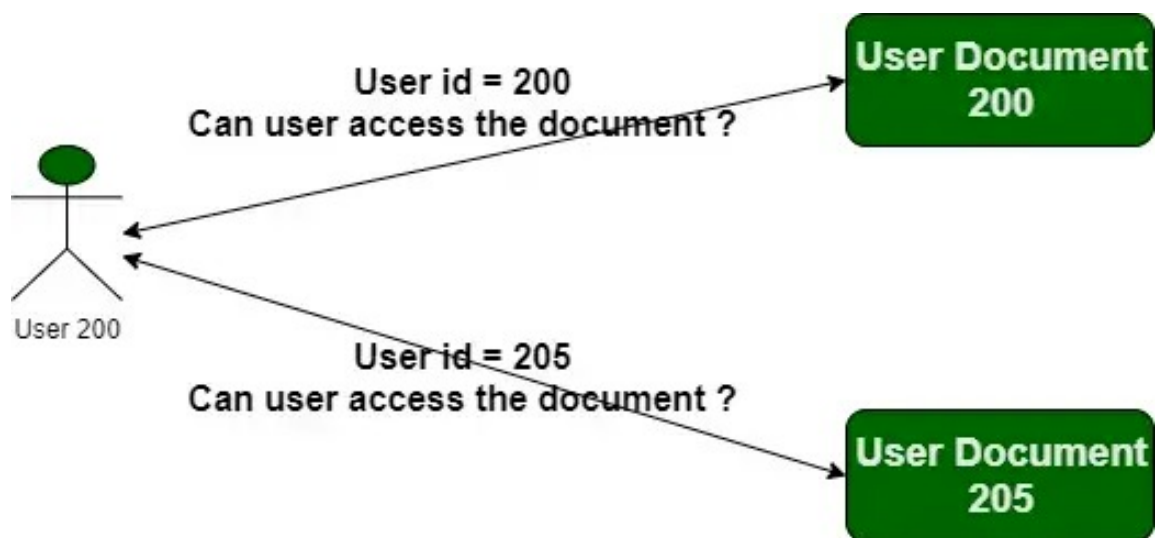 User id = 200
Can user access the document ?
User Document
200
User 200
User id = 205
Can user access the document ?
User Document
205